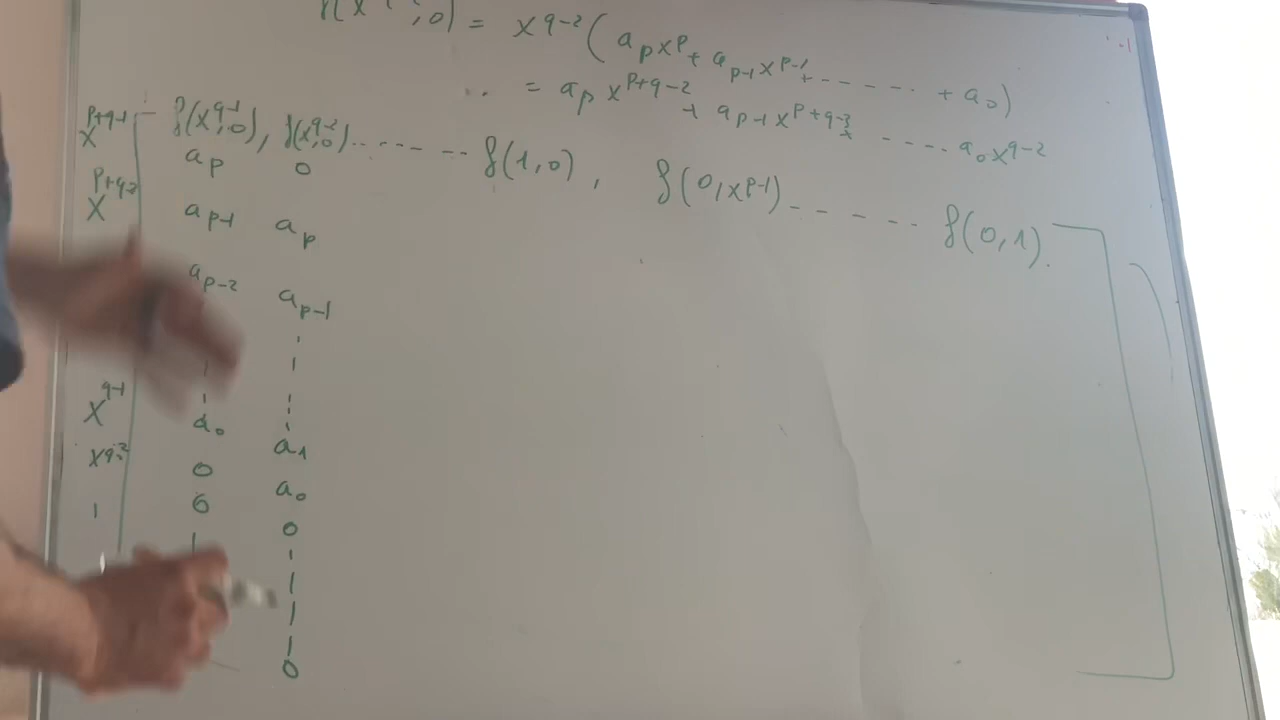 f(x^{q-2}, 0) = x^{q-2}(a_p x^p + a_{p-1} x^{p-1} + ------- + a_0)
.. = a_p x^{p+q-2} + a_{p-1} x^{p+q-3} + ----- a_0 x^{q-2}
x^{p+q-1} f(x^{q-1}, 0), f(x^{q-2}, 0) ------- f(1,0), f(0, x^{p-1}) ------ f(0,1).
a_p 0
x^{p+q-2} a_{p-1} a_p
a_{p-2} a_{p-1}
x^{q-1} a_0 a_1
x^{q-2} 0 a_0
1 0 0
0